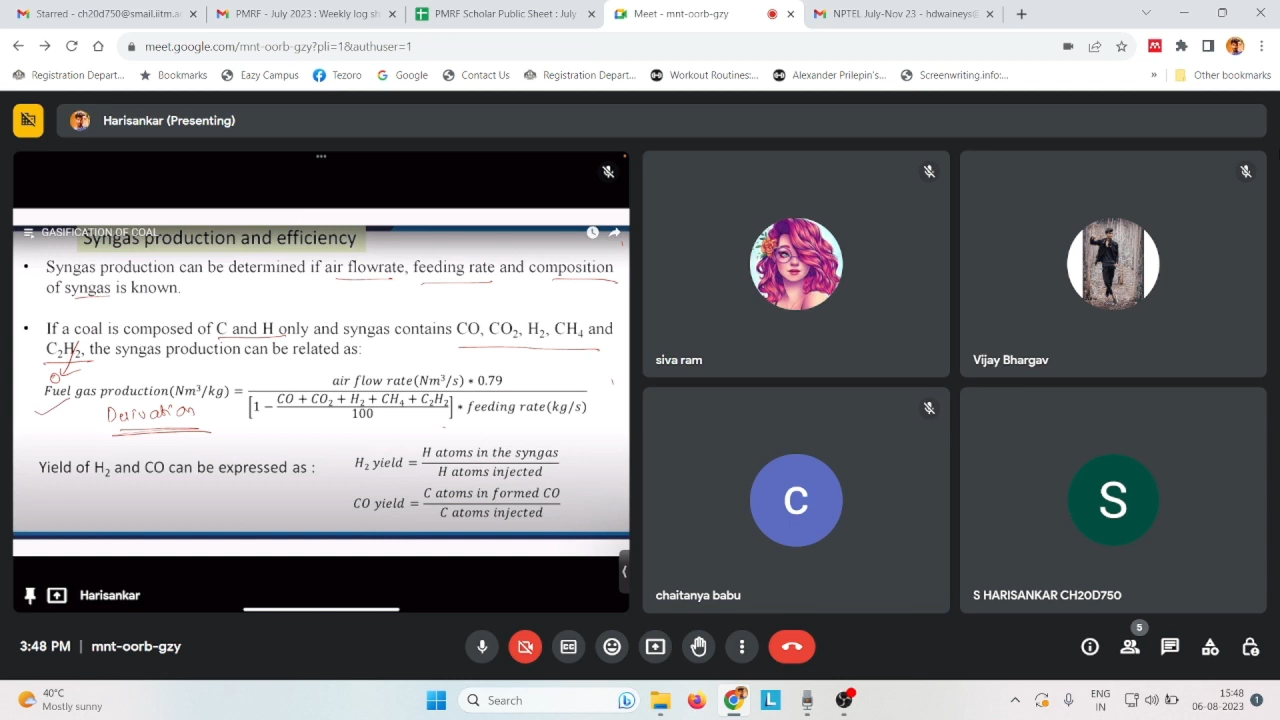 Starred - ch20d750@smail.iitm.a
PMRF - July 2023 : Weekly log sh
PMRF Scholar Public Sheet : July
Meet - mnt-oorb-gzy
NPTEL July-Nov 23 - hdwaineys@
meet.google.com/mnt-oorb-gzy?pli=1&authuser=1
Registration Depart... Bookmarks Eazy Campus Tezoro Google Contact Us Registration Depart... Workout Routines:... Alexander Prilepin's... Screenwriting.info:... » Other bookmarks
Harisankar (Presenting)
GASIFICATION OF COAL
Syngas production and efficiency
• Syngas production can be determined if air flowrate, feeding rate and composition
of syngas is known.
• If a coal is composed of C and H only and syngas contains CO, CO₂, H₂, CH₄ and
C₂H₂, the syngas production can be related as:
Fuel gas production(Nm³/kg) = air flow rate(Nm³/s) * 0.79 / [1 − (CO + CO₂ + H₂ + CH₄ + C₂H₂)/100] * feeding rate(kg/s)
Derivation
Yield of H₂ and CO can be expressed as :
H₂ yield = H atoms in the syngas / H atoms injected
CO yield = C atoms in formed CO / C atoms injected
Harisankar
siva ram
Vijay Bhargav
C
chaitanya babu
S
S HARISANKAR CH20D750
3:48 PM | mnt-oorb-gzy
5
40°C
Mostly sunny
Search
ENG
IN
15:48
06-08-2023
1